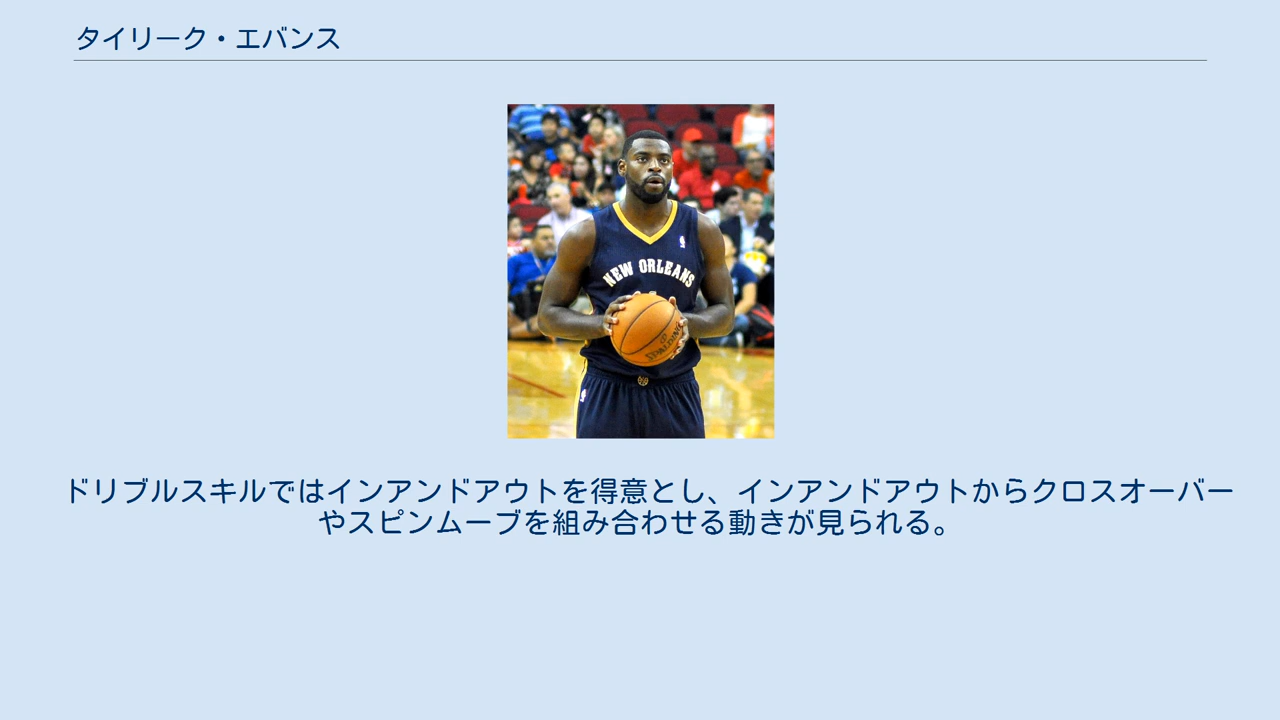 タイリーク・エバンス
NEW ORLEANS
SPALDING
ドリブルスキルではインアンドアウトを得意とし、インアンドアウトからクロスオーバー
やスピンムーブを組み合わせる動きが見られる。